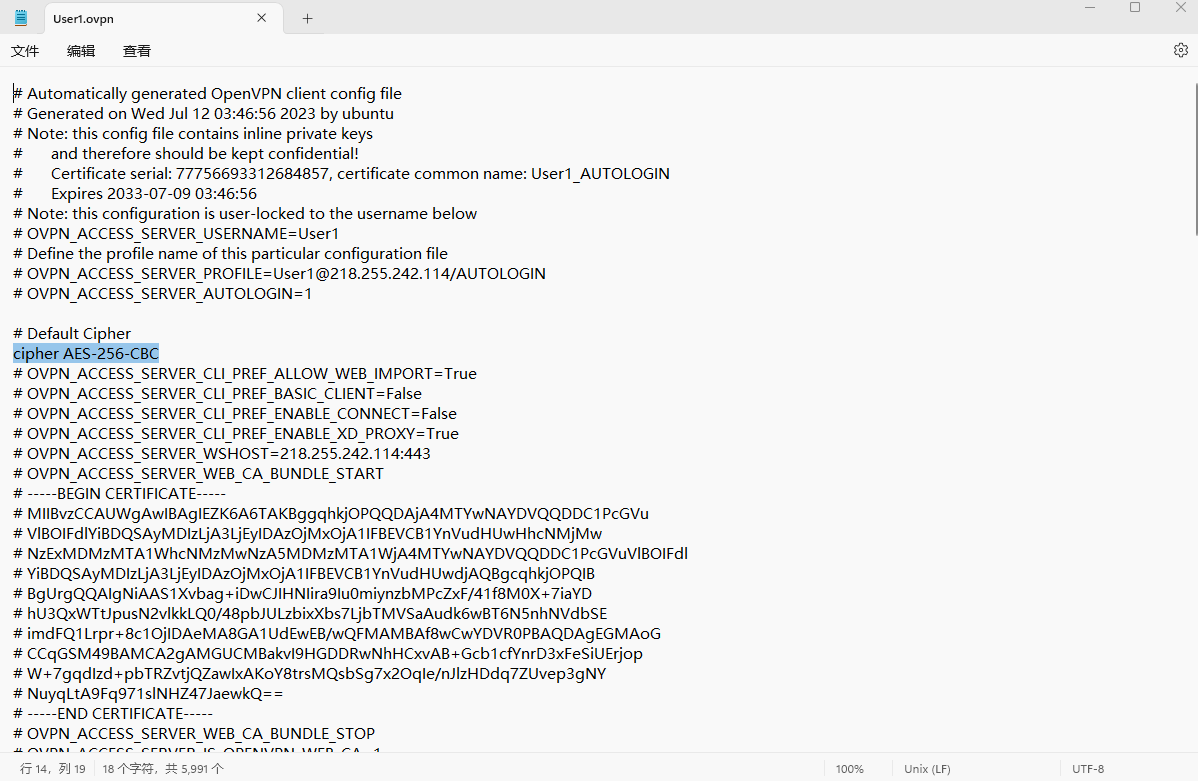 User1.ovpn
文件 编辑 查看
# Automatically generated OpenVPN client config file
# Generated on Wed Jul 12 03:46:56 2023 by ubuntu
# Note: this config file contains inline private keys
#       and therefore should be kept confidential!
#       Certificate serial: 77756693312684857, certificate common name: User1_AUTOLOGIN
#       Expires 2033-07-09 03:46:56
# Note: this configuration is user-locked to the username below
# OVPN_ACCESS_SERVER_USERNAME=User1
# Define the profile name of this particular configuration file
# OVPN_ACCESS_SERVER_PROFILE=User1@218.255.242.114/AUTOLOGIN
# OVPN_ACCESS_SERVER_AUTOLOGIN=1
# Default Cipher
cipher AES-256-CBC
# OVPN_ACCESS_SERVER_CLI_PREF_ALLOW_WEB_IMPORT=True
# OVPN_ACCESS_SERVER_CLI_PREF_BASIC_CLIENT=False
# OVPN_ACCESS_SERVER_CLI_PREF_ENABLE_CONNECT=False
# OVPN_ACCESS_SERVER_CLI_PREF_ENABLE_XD_PROXY=True
# OVPN_ACCESS_SERVER_WSHOST=218.255.242.114:443
# OVPN_ACCESS_SERVER_WEB_CA_BUNDLE_START
# -----BEGIN CERTIFICATE-----
# MIIBvzCCAUWgAwIBAgIEZK6A6TAKBggqhkjOPQQDAjA4MTYwNAYDVQQDDC1PcGVu
# VlBOIFdlYiBDQSAyMDIzLjA3LjEyIDAzOjMxOjA1IFBEVCB1YnVudHUwHhcNMjMw
# NzExMDMzMTA1WhcNMzMwNzA5MDMzMTA1WjA4MTYwNAYDVQQDDC1PcGVuVlBOIFdl
# YiBDQSAyMDIzLjA3LjEyIDAzOjMxOjA1IFBEVCB1YnVudHUwdjAQBgcqhkjOPQIB
# BgUrgQQAIgNiAAS1Xvbag+iDwCJIHNIira9Iu0miynzbMPcZxF/41f8M0X+7iaYD
# hU3QxWTtJpusN2vlkkLQ0/48pbJULzbixXbs7LjbTMVSaAudk6wBT6N5nhNVdbSE
# imdFQ1Lrpr+8c1OjIDAeMA8GA1UdEwEB/wQFMAMBAf8wCwYDVR0PBAQDAgEGMAoG
# CCqGSM49BAMCA2gAMGUCMBakvI9HGDDRwNhHCxvAB+Gcb1cfYnrD3xFeSiUErjop
# W+7gqdIzd+pbTRZvtjQZawIxAKoY8trsMQsbSg7x2OqIe/nJlzHDdq7ZUvep3gNY
# NuyqLtA9Fq971slNHZ47JaewkQ==
# -----END CERTIFICATE-----
# OVPN_ACCESS_SERVER_WEB_CA_BUNDLE_STOP
# OVPN_ACCESS_SERVER_IS_OPENVPN_WEB_CA=1
行 14，列 19 18 个字符，共 5,991 个 100% Unix (LF) UTF-8